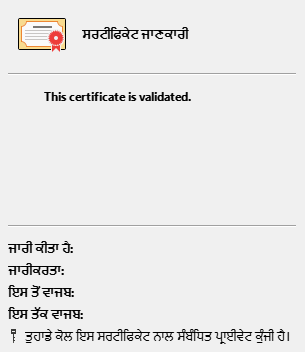 ਸਰਟੀਫਿਕੇਟ ਜਾਣਕਾਰੀ
This certificate is validated.
ਜਾਰੀ ਕੀਤਾ ਹੈ:
ਜਾਰੀਕਰਤਾ:
ਇਸ ਤੋਂ ਵਾਜਬ:
ਇਸ ਤੱਕ ਵਾਜਬ:
ਤੁਹਾਡੇ ਕੋਲ ਇਸ ਸਰਟੀਫਿਕੇਟ ਨਾਲ ਸੰਬੰਧਿਤ ਪ੍ਰਾਈਵੇਟ ਕੁੰਜੀ ਹੈ।